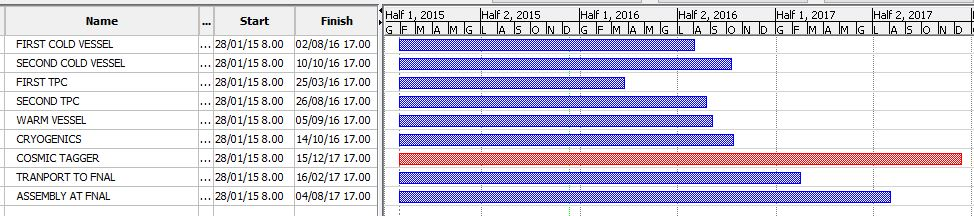 Name ... Start Finish Half 1, 2015 Half 2, 2015 Half 1, 2016 Half 2, 2016 Half 1, 2017 Half 2, 2017
G F M A M G L A S O N D G F M A M G L A S O N D G F M A M G L A S O N D G
FIRST COLD VESSEL ... 28/01/15 8.00 02/08/16 17.00
SECOND COLD VESSEL ... 28/01/15 8.00 10/10/16 17.00
FIRST TPC ... 28/01/15 8.00 25/03/16 17.00
SECOND TPC ... 28/01/15 8.00 26/08/16 17.00
WARM VESSEL ... 28/01/15 8.00 05/09/16 17.00
CRYOGENICS ... 28/01/15 8.00 14/10/16 17.00
COSMIC TAGGER ... 28/01/15 8.00 15/12/17 17.00
TRANPORT TO FNAL ... 28/01/15 8.00 16/02/17 17.00
ASSEMBLY AT FNAL ... 28/01/15 8.00 04/08/17 17.00